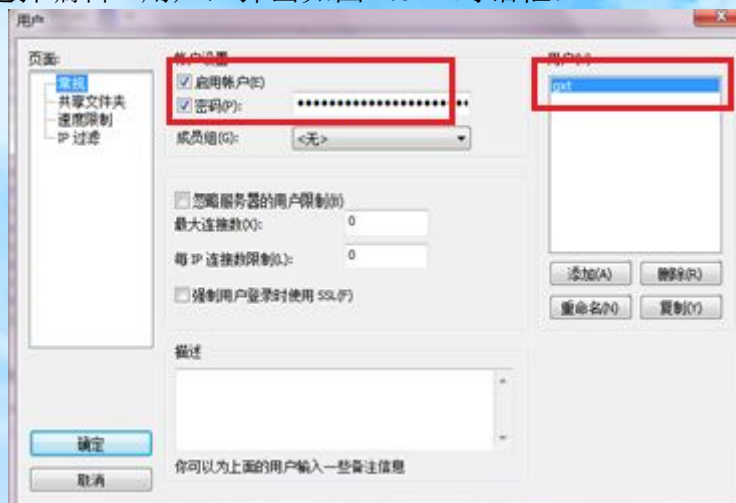 用户
页面:
常规
共享文件夹
速度限制
IP 过滤
帐户设置
启用帐户(E)
密码(P):
成员组(G):
<无>
忽略服务器的用户限制(B)
最大连接数(X):
0
每 IP 连接数限制(L):
0
强制用户登录时使用 SSL(F)
描述
你可以为上面的用户输入一些备注信息
用户(U)
gxt
添加(A)
删除(R)
重命名(N)
复制(Y)
确定
取消